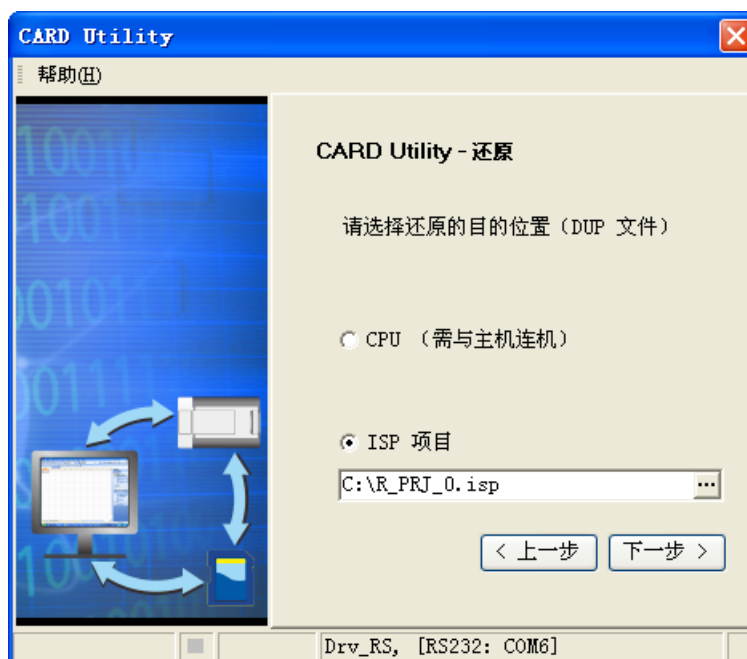 CARD Utility
帮助(H)
CARD Utility - 还原
请选择还原的目的位置（DUP 文件）
CPU （需与主机连机）
ISP 项目
C:\R_PRJ_0.isp
...
< 上一步
下一步 >
Drv_RS, [RS232: COM6]